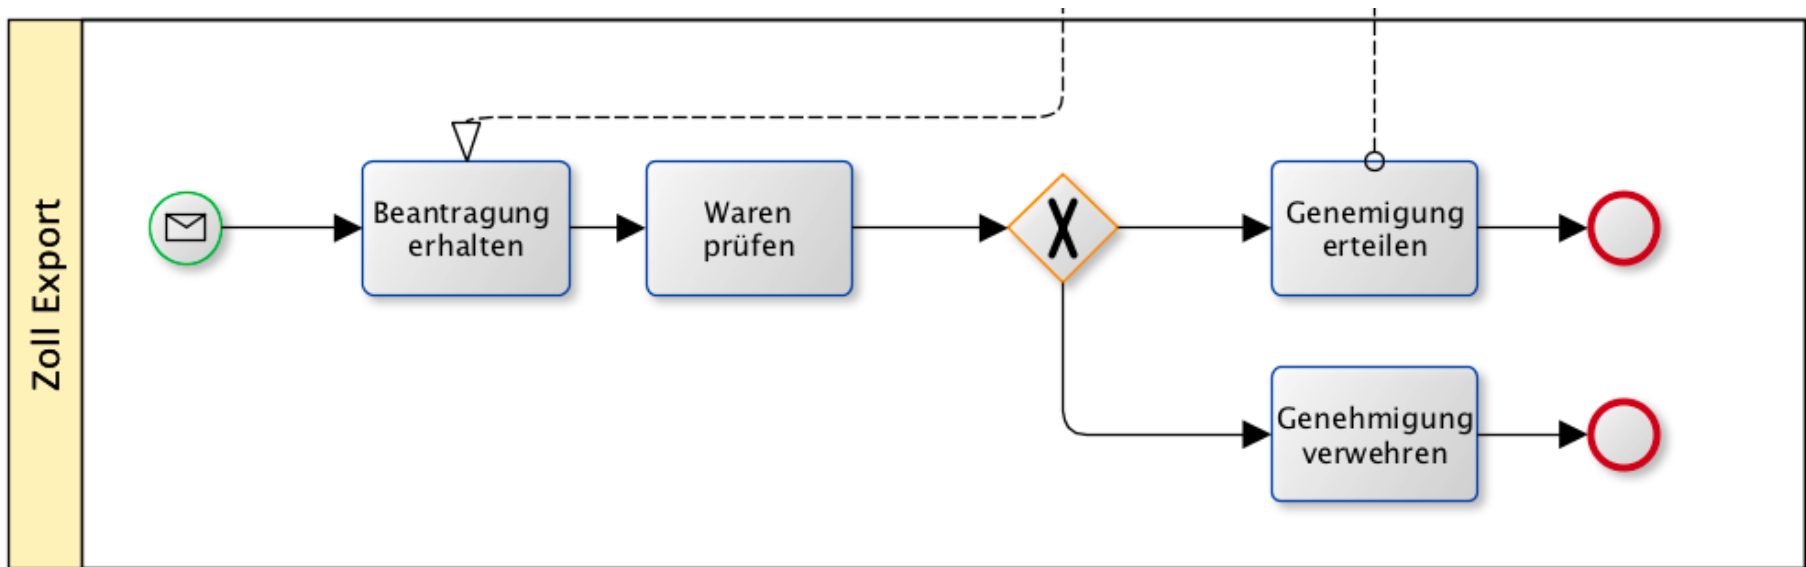 Zoll Export
Beantragung
erhalten
Waren
prüfen
Genemigung
erteilen
Genehmigung
verwehren